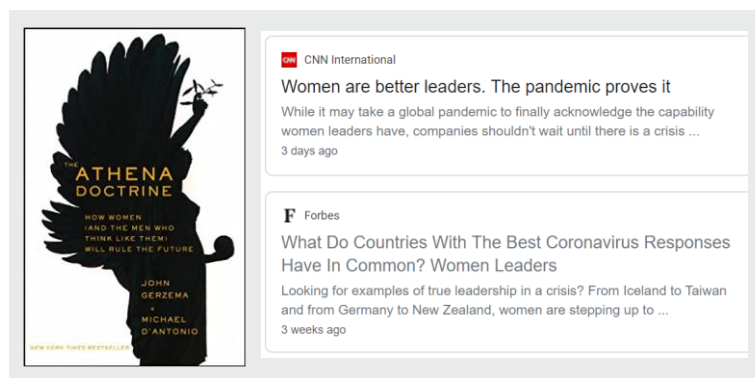 THE
ATHENA
DOCTRINE
HOW WOMEN
(AND THE MEN WHO
THINK LIKE THEM)
WILL RULE THE FUTURE
JOHN
GERZEMA
+
MICHAEL
D'ANTONIO
NEW YORK TIMES BESTSELLER
CNN CNN International
Women are better leaders. The pandemic proves it
While it may take a global pandemic to finally acknowledge the capability
women leaders have, companies shouldn't wait until there is a crisis ...
3 days ago
F Forbes
What Do Countries With The Best Coronavirus Responses
Have In Common? Women Leaders
Looking for examples of true leadership in a crisis? From Iceland to Taiwan
and from Germany to New Zealand, women are stepping up to ...
3 weeks ago